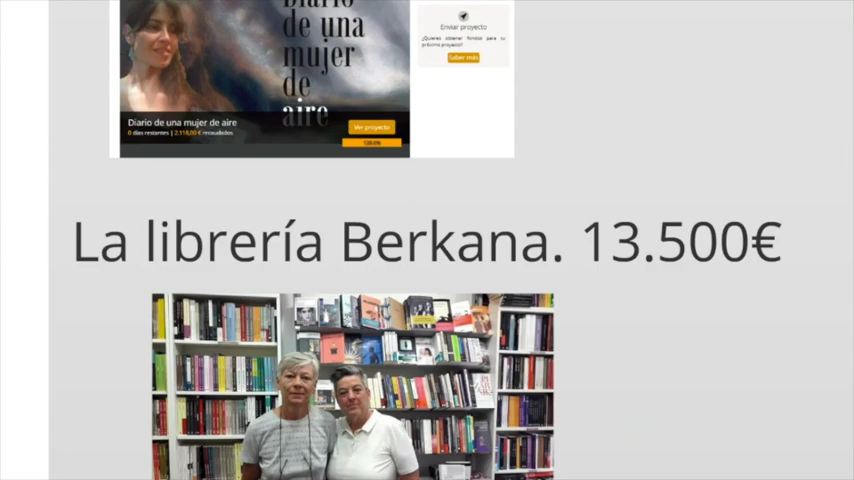 Diario
de una
mujer
de
aire
Enviar proyecto
¿Quieres obtener fondos para tu
próximo proyecto?
Saber más
Diario de una mujer de aire
0 días restantes | 2.118,00 € recaudados
Ver proyecto
La librería Berkana. 13.500€